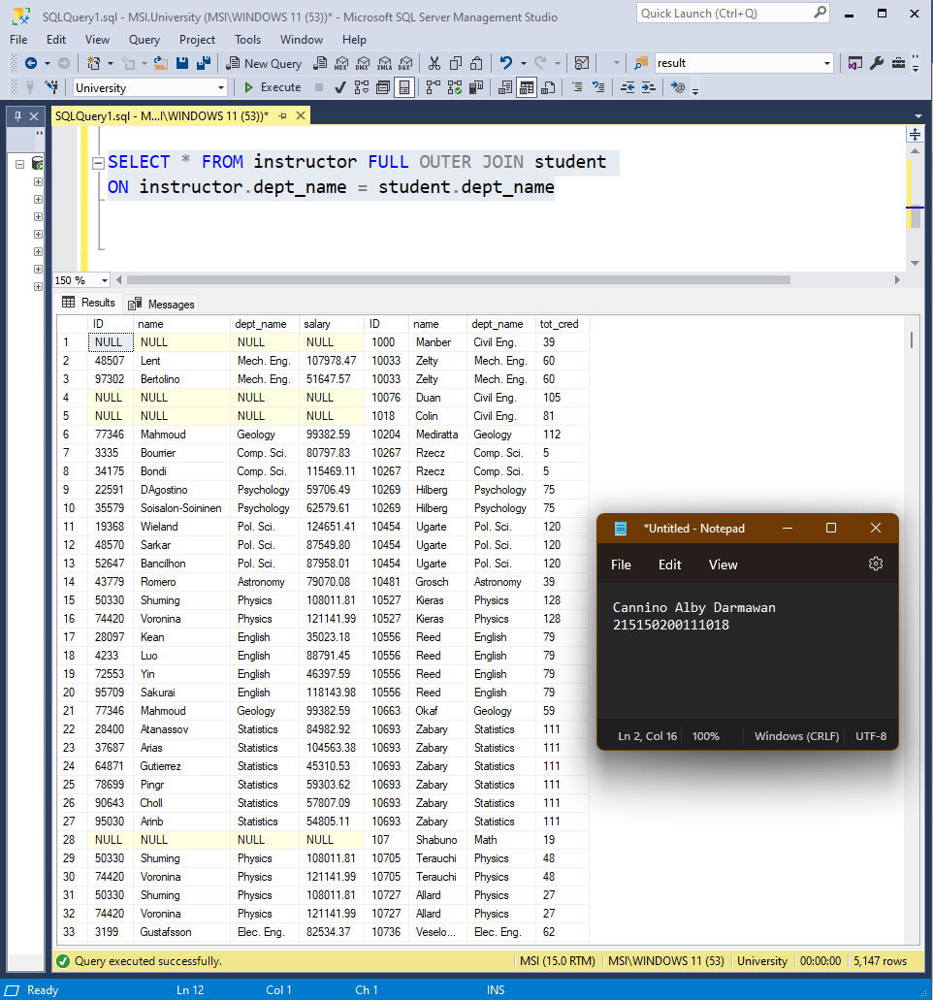 SQLQuery1.sql - MSI.University (MSI\WINDOWS 11 (53))* - Microsoft SQL Server Management Studio
Quick Launch (Ctrl+Q)
File Edit View Query Project Tools Window Help
New Query MDX DMX XMLA DAX result
University Execute
SQLQuery1.sql - M...I\WINDOWS 11 (53))*
SELECT * FROM instructor FULL OUTER JOIN student
ON instructor.dept_name = student.dept_name
150 %
Results Messages
ID name dept_name salary ID name dept_name tot_cred
1 NULL NULL NULL NULL 1000 Manber Civil Eng. 39
2 48507 Lent Mech. Eng. 107978.47 10033 Zelty Mech. Eng. 60
3 97302 Bertolino Mech. Eng. 51647.57 10033 Zelty Mech. Eng. 60
4 NULL NULL NULL NULL 10076 Duan Civil Eng. 105
5 NULL NULL NULL NULL 1018 Colin Civil Eng. 81
6 77346 Mahmoud Geology 99382.59 10204 Mediratta Geology 112
7 3335 Bourrier Comp. Sci. 80797.83 10267 Rzecz Comp. Sci. 5
8 34175 Bondi Comp. Sci. 115469.11 10267 Rzecz Comp. Sci. 5
9 22591 DAgostino Psychology 59706.49 10269 Hilberg Psychology 75
10 35579 Soisalon-Soininen Psychology 62579.61 10269 Hilberg Psychology 75
11 19368 Wieland Pol. Sci. 124651.41 10454 Ugarte Pol. Sci. 120
12 48570 Sarkar Pol. Sci. 87549.80 10454 Ugarte Pol. Sci. 120
13 52647 Bancilhon Pol. Sci. 87958.01 10454 Ugarte Pol. Sci. 120
14 43779 Romero Astronomy 79070.08 10481 Grosch Astronomy 39
15 50330 Shuming Physics 108011.81 10527 Kieras Physics 128
16 74420 Voronina Physics 121141.99 10527 Kieras Physics 128
17 28097 Kean English 35023.18 10556 Reed English 79
18 4233 Luo English 88791.45 10556 Reed English 79
19 72553 Yin English 46397.59 10556 Reed English 79
20 95709 Sakurai English 118143.98 10556 Reed English 79
21 77346 Mahmoud Geology 99382.59 10663 Okaf Geology 59
22 28400 Atanassov Statistics 84982.92 10693 Zabary Statistics 111
23 37687 Arias Statistics 104563.38 10693 Zabary Statistics 111
24 64871 Gutierrez Statistics 45310.53 10693 Zabary Statistics 111
25 78699 Pingr Statistics 59303.62 10693 Zabary Statistics 111
26 90643 Choll Statistics 57807.09 10693 Zabary Statistics 111
27 95030 Arinb Statistics 54805.11 10693 Zabary Statistics 111
28 NULL NULL NULL NULL 107 Shabuno Math 19
29 50330 Shuming Physics 108011.81 10705 Terauchi Physics 48
30 74420 Voronina Physics 121141.99 10705 Terauchi Physics 48
31 50330 Shuming Physics 108011.81 10727 Allard Physics 27
32 74420 Voronina Physics 121141.99 10727 Allard Physics 27
33 3199 Gustafsson Elec. Eng. 82534.37 10736 Veselo... Elec. Eng. 62
*Untitled - Notepad
File Edit View
Cannino Alby Darmawan
215150200111018
Ln 2, Col 16 100% Windows (CRLF) UTF-8
Query executed successfully. MSI (15.0 RTM) MSI\WINDOWS 11 (53) University 00:00:00 5,147 rows
Ready Ln 12 Col 1 Ch 1 INS